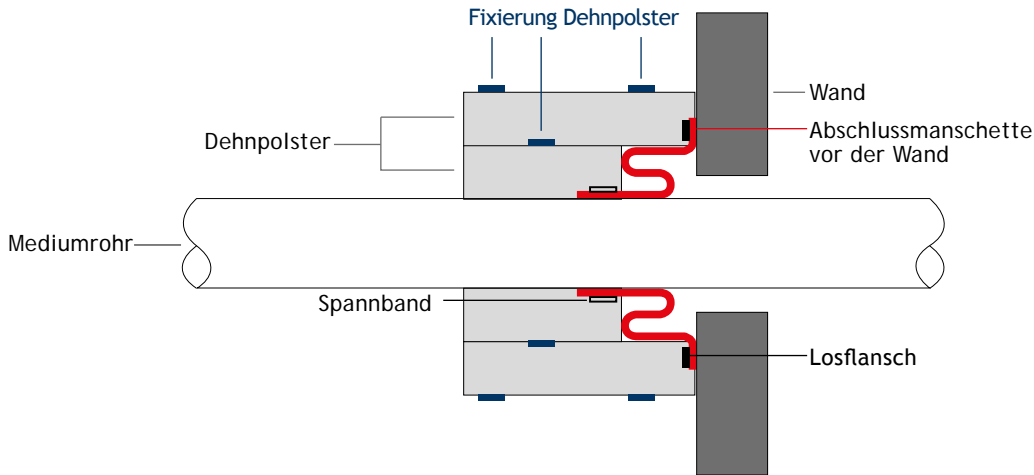 Fixierung Dehnpolster
Wand
Abschlussmanschette
vor der Wand
Dehnpolster
Mediumrohr
Spannband
Losflansch